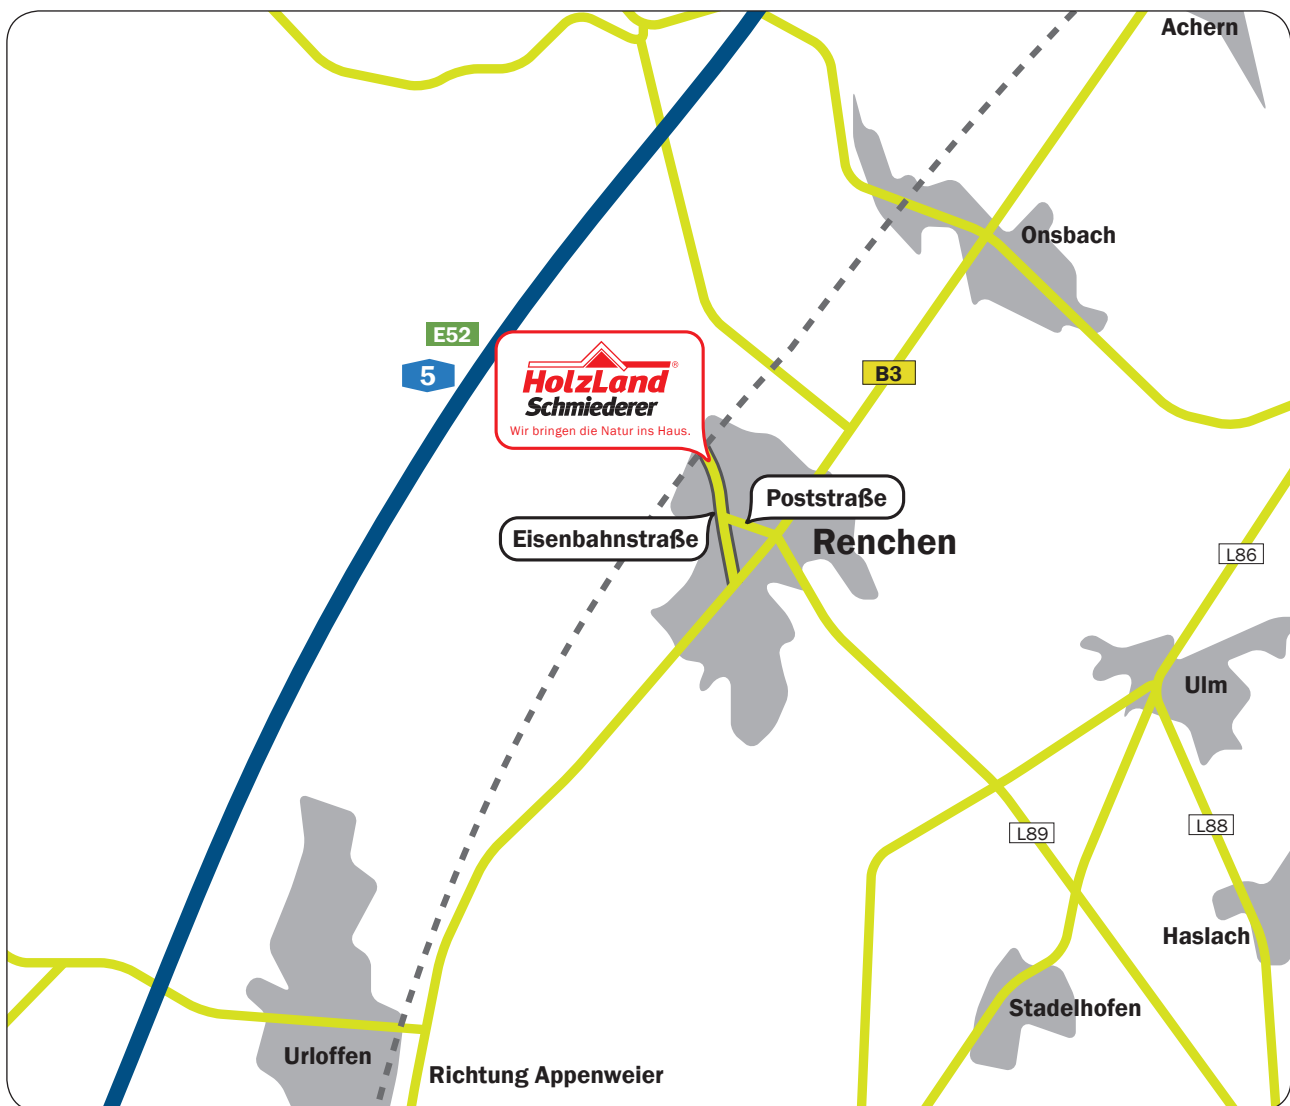 Achern
Onsbach
E52
5
HolzLand®
Schmiederer
Wir bringen die Natur ins Haus.
B3
Poststraße
Eisenbahnstraße
Renchen
L86
Ulm
L89
L88
Haslach
Stadelhofen
Urloffen
Richtung Appenweier